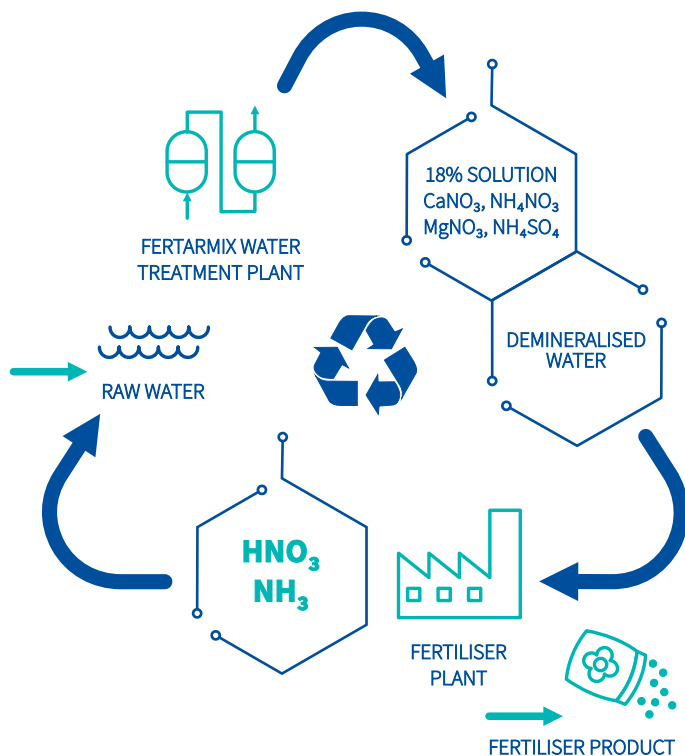 18% SOLUTION
CaNO₃, NH₄NO₃
MgNO₃, NH₄SO₄
FERTARMIX WATER
TREATMENT PLANT
DEMINERALISED
WATER
RAW WATER
HNO₃
NH₃
FERTILISER
PLANT
FERTILISER PRODUCT